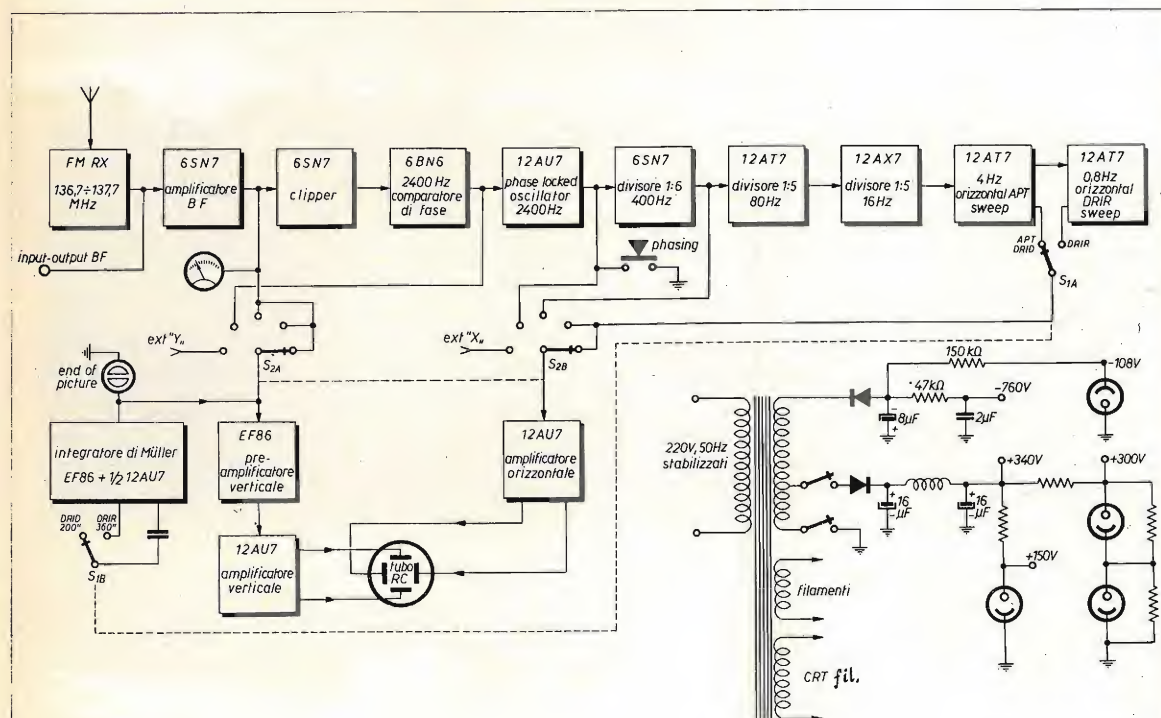 FM RX
136,7÷137,7
MHz
6SN7
amplificatore
BF
6SN7
clipper
6BN6
2400 Hz
comparatore
di fase
12AU7
phase locked
oscillator
2400Hz
6SN7
divisore 1:6
400Hz
12AT7
divisore 1:5
80Hz
12AX7
divisore 1:5
16Hz
12AT7
4 Hz
orizzontal APT
sweep
12AT7
0,8Hz
orizzontal
DRIR
sweep
input-output BF
phasing
APT
DRID
DRIR
S1A
ext "Y"
S2A
ext "X"
S2B
end of
picture
integratore di Müller
EF86 + 1/2 12AU7
DRID
200"
DRIR
360"
S1B
EF86
pre-
amplificatore
verticale
12AU7
amplificatore
verticale
tubo
RC
12AU7
amplificatore
orizzontale
220V, 50Hz
stabilizzati
150 kΩ
-108V
47kΩ
-760V
8μF
2μF
+340V
+300V
16
μF
16
μF
+150V
filamenti
CRT fil.